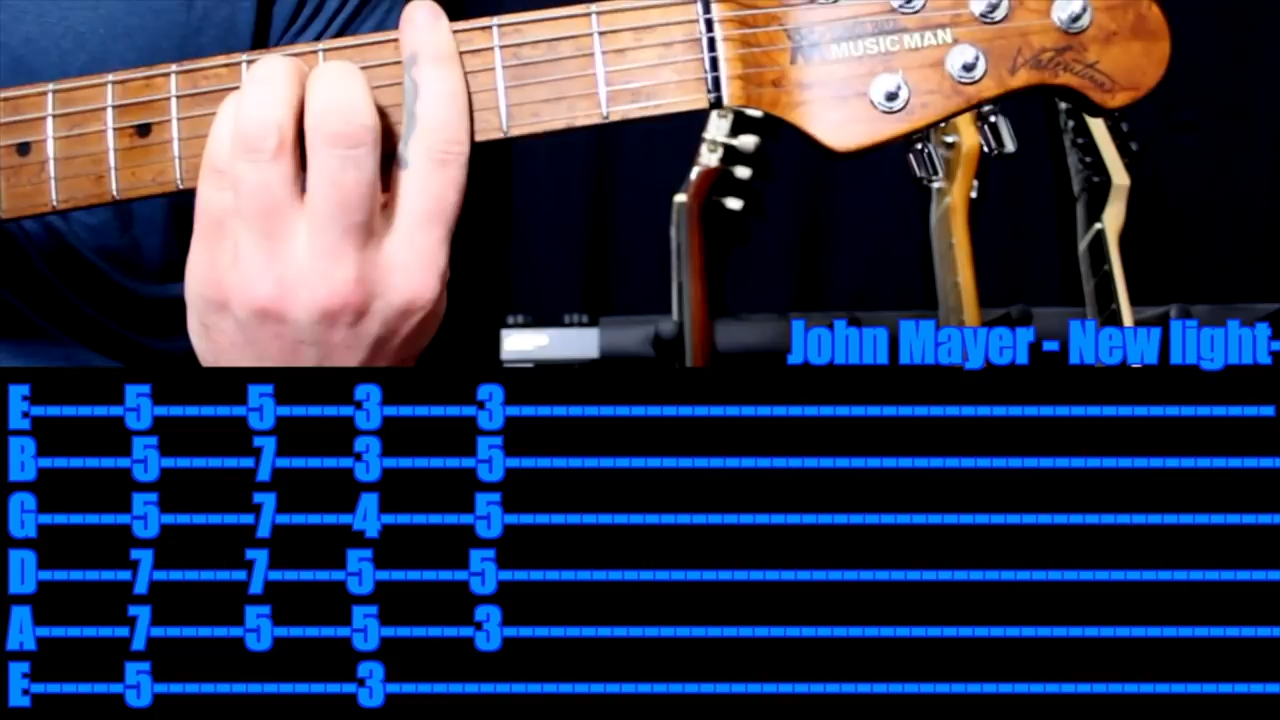 MUSIC MAN
Valentine
John Mayer - New light-
E-----5-----5-----3-----3-----
B-----5-----7-----3-----5-----
G-----5-----7-----4-----5-----
D-----7-----7-----5-----5-----
A-----7-----5-----5-----3-----
E-----5-----------3-----------